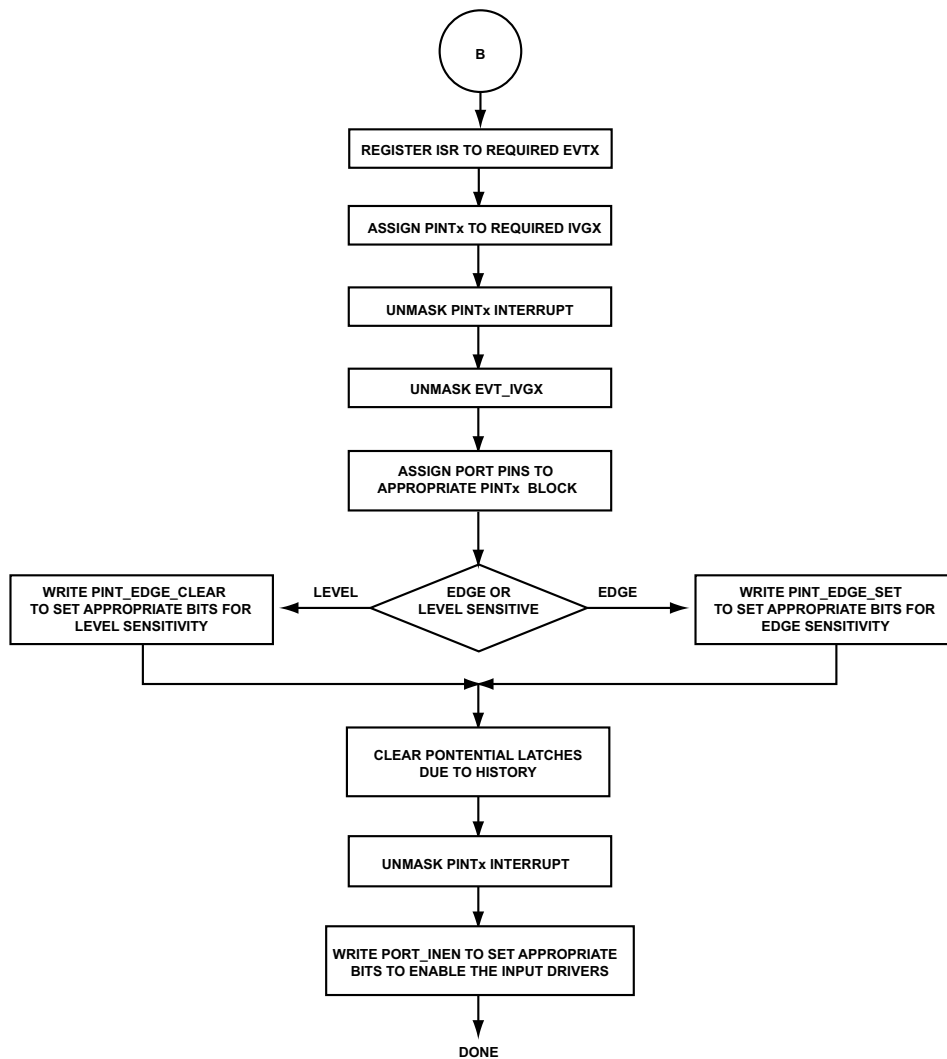 B
REGISTER ISR TO REQUIRED EVTX
ASSIGN PINTx TO REQUIRED IVGX
UNMASK PINTx INTERRUPT
UNMASK EVT_IVGX
ASSIGN PORT PINS TO
APPROPRIATE PINTx BLOCK
EDGE OR
LEVEL SENSITIVE
LEVEL
WRITE PINT_EDGE_CLEAR
TO SET APPROPRIATE BITS FOR
LEVEL SENSITIVITY
EDGE
WRITE PINT_EDGE_SET
TO SET APPROPRIATE BITS FOR
EDGE SENSITIVITY
CLEAR PONTENTIAL LATCHES
DUE TO HISTORY
UNMASK PINTx INTERRUPT
WRITE PORT_INEN TO SET APPROPRIATE
BITS TO ENABLE THE INPUT DRIVERS
DONE